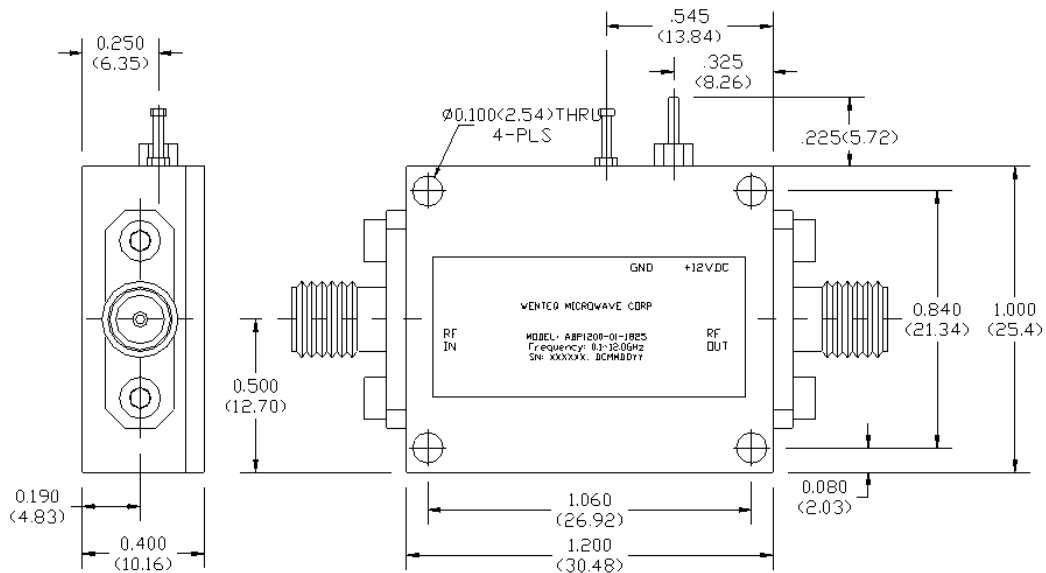 .545
(13.84)
0.250
(6.35)
.325
(8.26)
Ø0.100(2.54)THRU
4-PLS
.225(5.72)
GND +12VDC
WENTEQ MICROWAVE CORP
RF
IN
MODEL: ABP1200-01-1825
Frequency: 0.1~12.0GHz
SN: XXXXXX. DCMMDDYY
RF
OUT
0.840
(21.34)
1.000
(25.4)
0.500
(12.70)
0.190
(4.83)
0.400
(10.16)
1.060
(26.92)
1.200
(30.48)
0.080
(2.03)